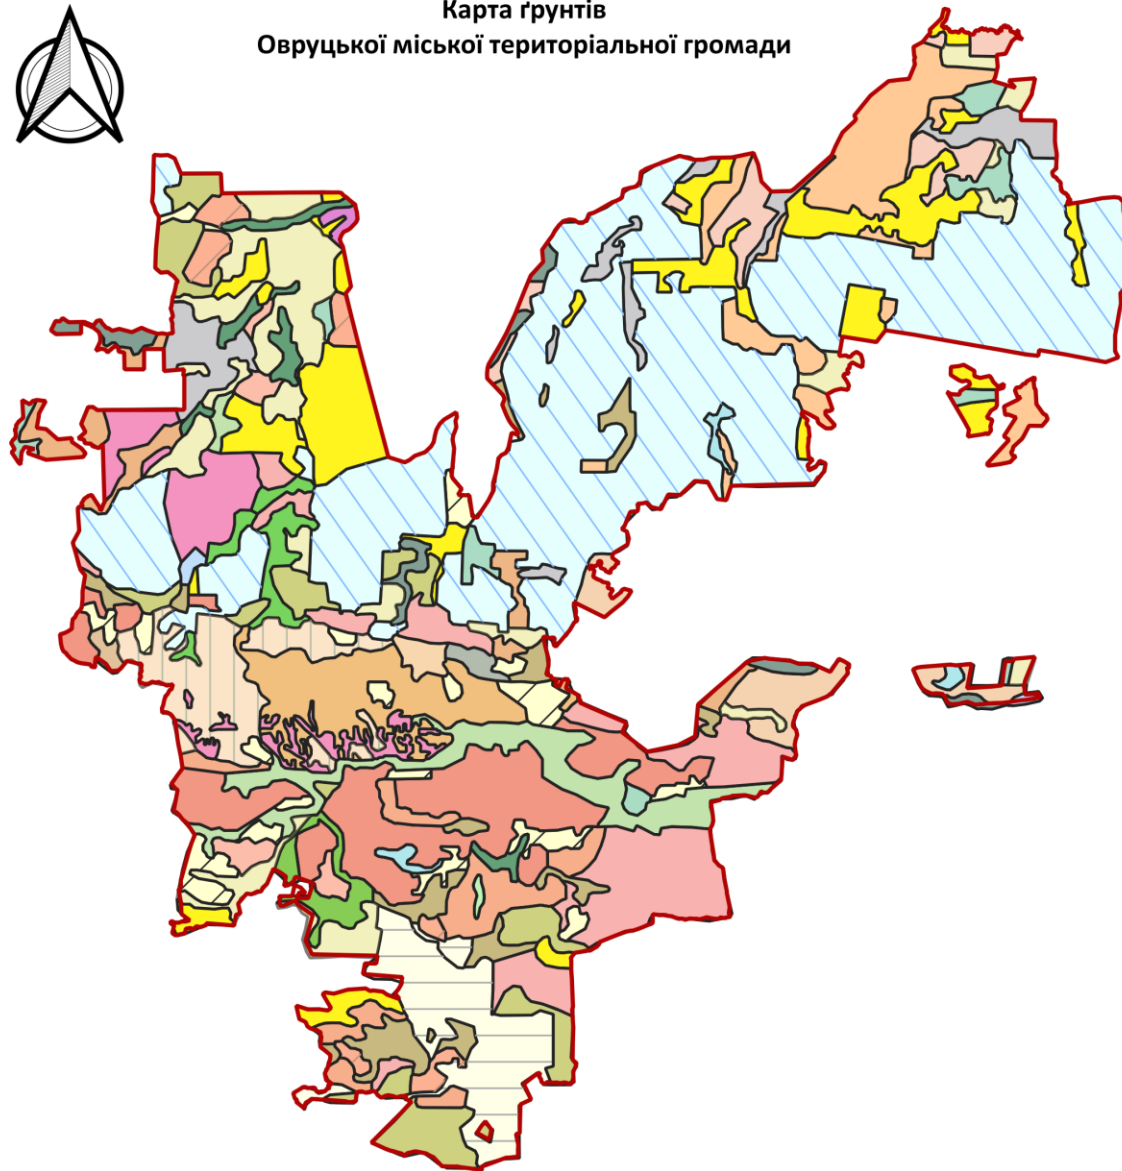 Карта ґрунтів
Овруцької міської територіальної громади